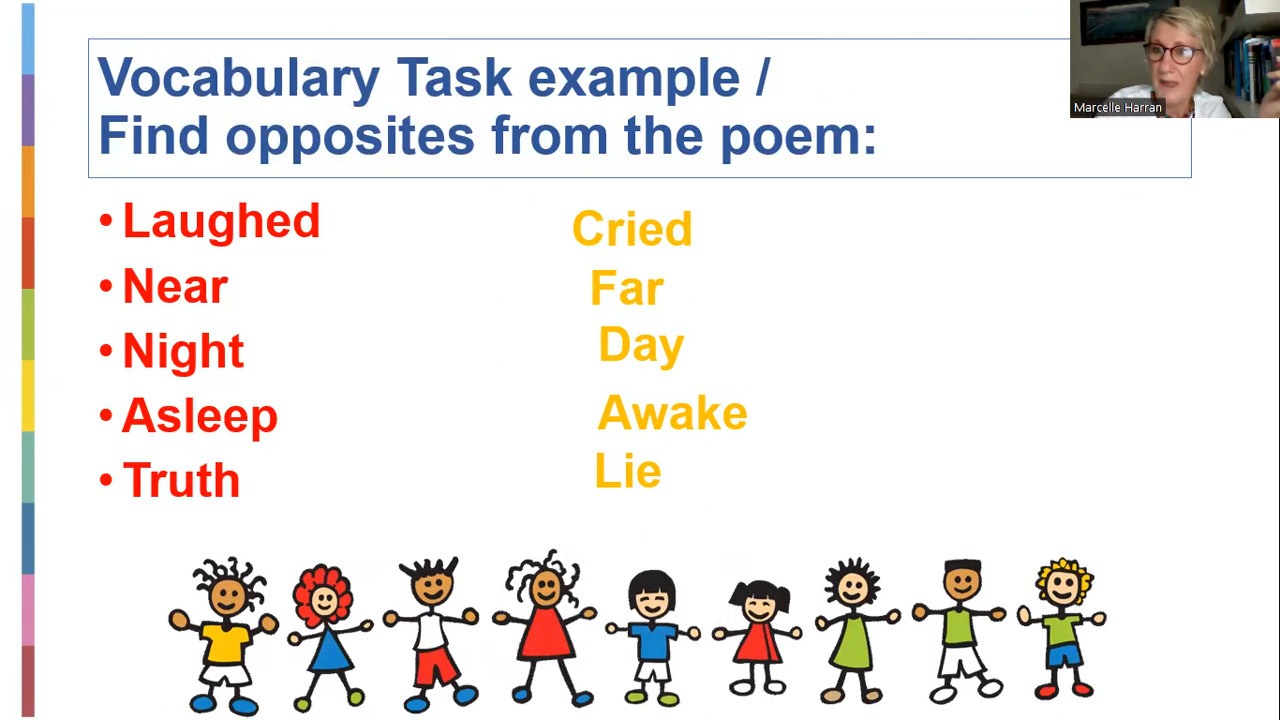 Vocabulary Task example /
Find opposites from the poem:
Marcelle Harran
• Laughed
Cried
• Near
Far
• Night
Day
• Asleep
Awake
• Truth
Lie